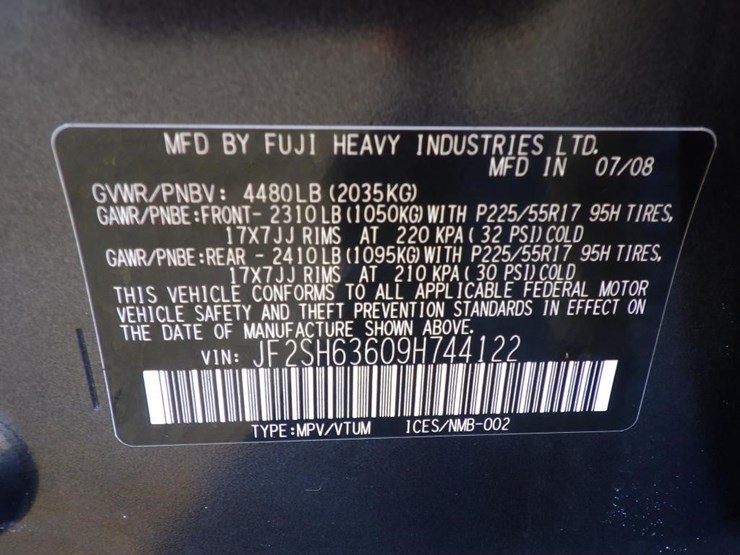 MFD BY FUJI HEAVY INDUSTRIES LTD.
MFD IN 07/08
GVWR/PNBV: 4480LB (2035KG)
GAWR/PNBE:FRONT- 2310LB (1050KG) WITH P225/55R17 95H TIRES,
17X7JJ RIMS AT 220 KPA ( 32 PSI) COLD
GAWR/PNBE:REAR - 2410LB (1095KG) WITH P225/55R17 95H TIRES,
17X7JJ RIMS AT 210 KPA ( 30 PSI) COLD
THIS VEHICLE CONFORMS TO ALL APPLICABLE FEDERAL MOTOR
VEHICLE SAFETY AND THEFT PREVENTION STANDARDS IN EFFECT ON
THE DATE OF MANUFACTURE SHOWN ABOVE.
VIN: JF2SH63609H744122
TYPE:MPV/VTUM ICES/NMB-002